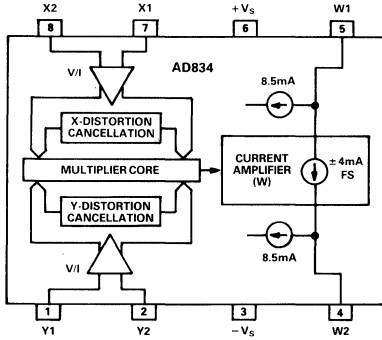 X2 X1 +VS W1
8 7 6 5
AD834
V/I
8.5mA
X-DISTORTION
CANCELLATION
MULTIPLIER CORE
CURRENT
AMPLIFIER
(W)
±4mA
FS
Y-DISTORTION
CANCELLATION
V/I
8.5mA
1 2 3 4
Y1 Y2 −VS W2